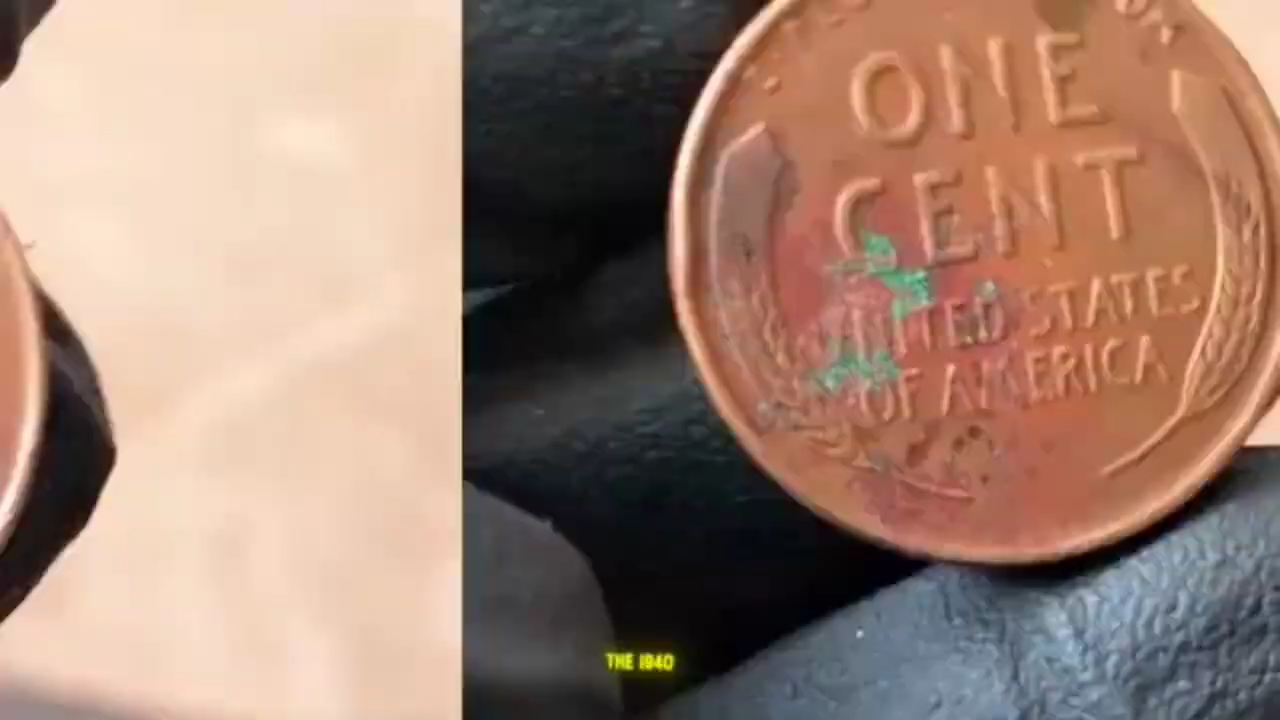 ONE
CENT
UNITED STATES
OF AMERICA
THE 1940